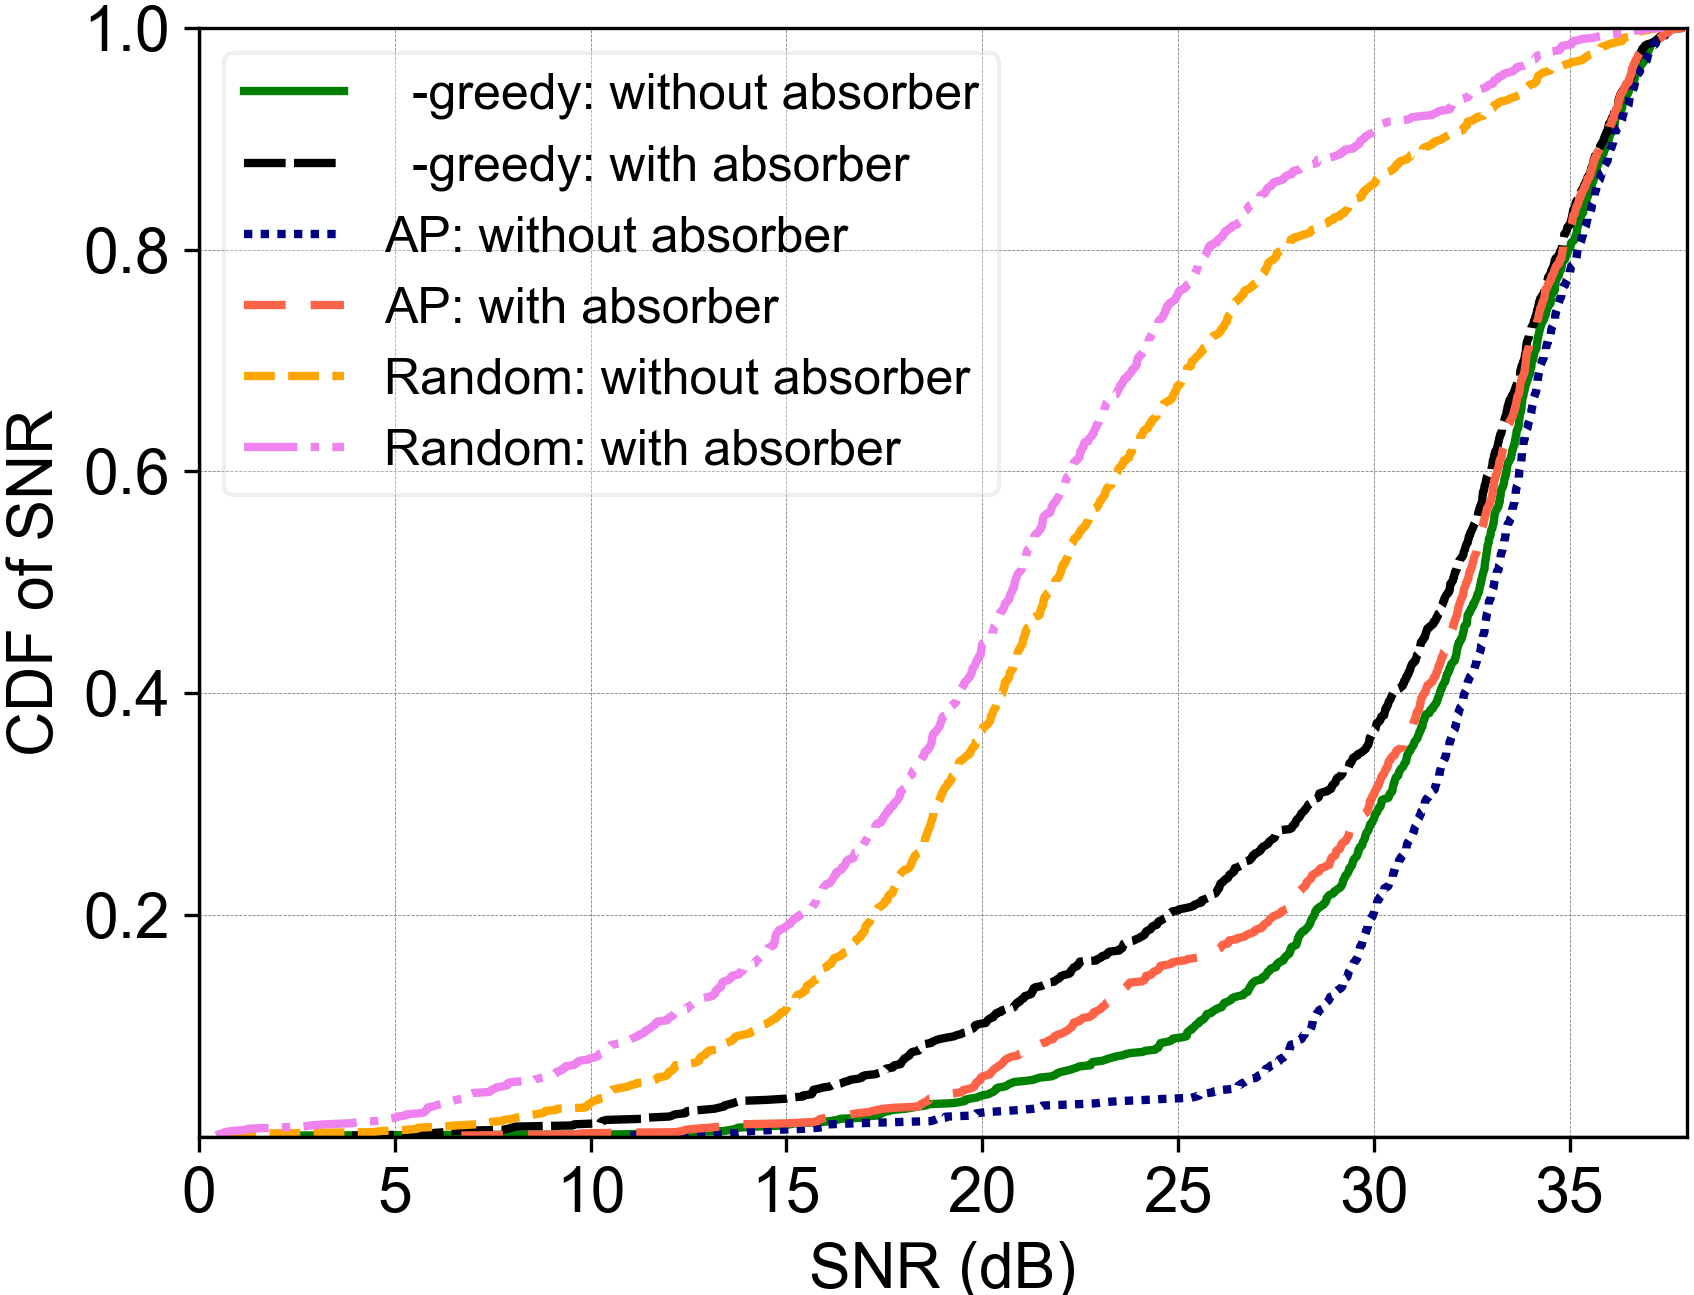 1.0
0.8
0.6
0.4
0.2
CDF of SNR
-greedy: without absorber
-greedy: with absorber
AP: without absorber
AP: with absorber
Random: without absorber
Random: with absorber
0 5 10 15 20 25 30 35
SNR (dB)